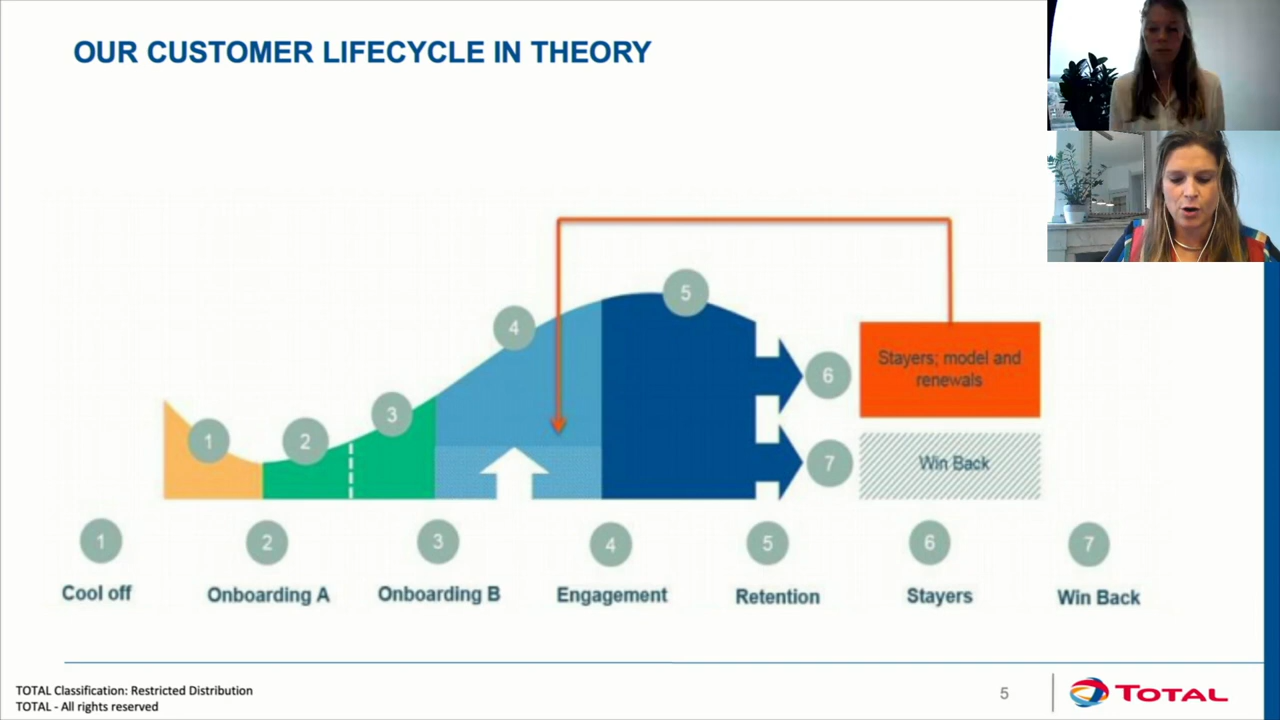 OUR CUSTOMER LIFECYCLE IN THEORY
5
4
3
2
1
6
7
Stayers; model and
renewals
Win Back
1
2
3
4
5
6
7
Cool off
Onboarding A
Onboarding B
Engagement
Retention
Stayers
Win Back
TOTAL Classification: Restricted Distribution
TOTAL - All rights reserved
5
TOTAL